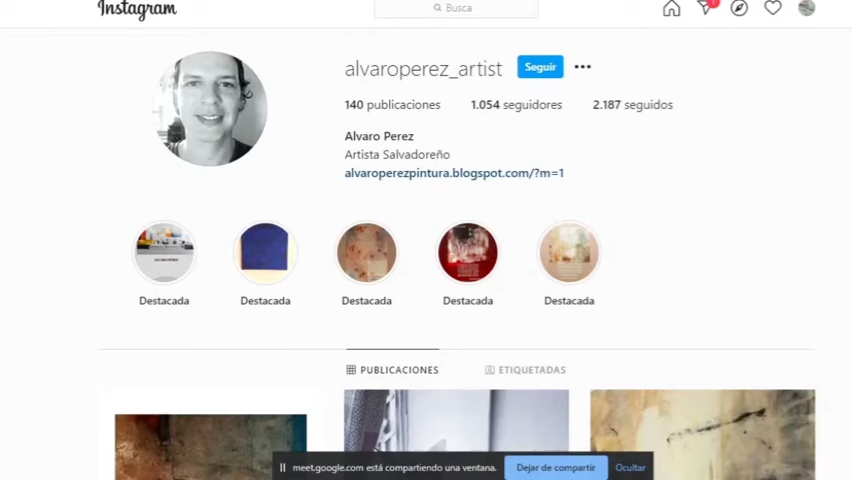 Instagram
Busca
alvaroperez_artist Seguir
140 publicaciones 1.054 seguidores 2.187 seguidos
Alvaro Perez
Artista Salvadoreño
alvaroperezpintura.blogspot.com/?m=1
Destacada Destacada Destacada Destacada Destacada
PUBLICACIONES ETIQUETADAS
meet.google.com está compartiendo una ventana. Dejar de compartir Ocultar